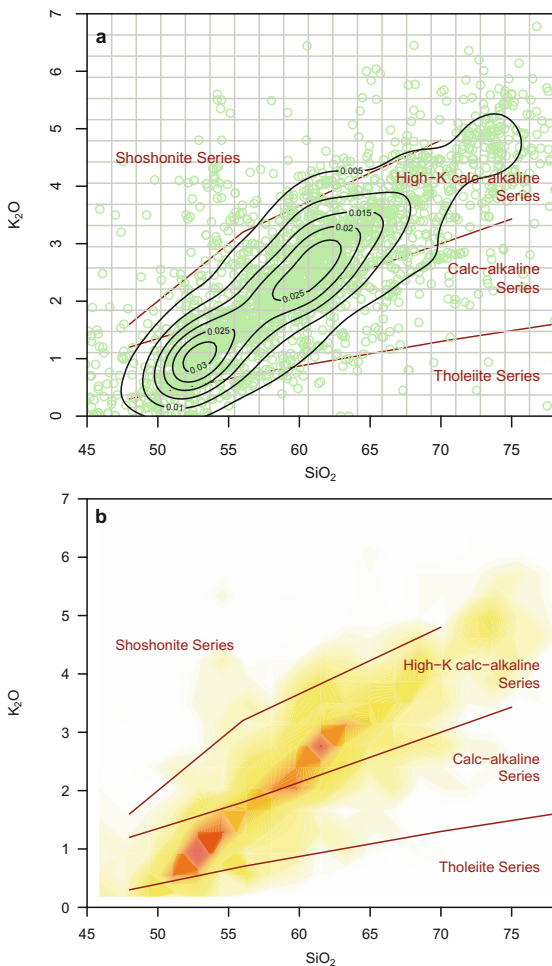 a
7
6
5
4
3
2
1
0
K₂O
Shoshonite Series
High−K calc−alkaline
Series
Calc−alkaline
Series
Tholeiite Series
0.005
0.015
0.02
0.025
0.025
0.03
0.01
45 50 55 60 65 70 75
SiO₂
b
7
6
5
4
3
2
1
0
K₂O
Shoshonite Series
High−K calc−alkaline
Series
Calc−alkaline
Series
Tholeiite Series
45 50 55 60 65 70 75
SiO₂